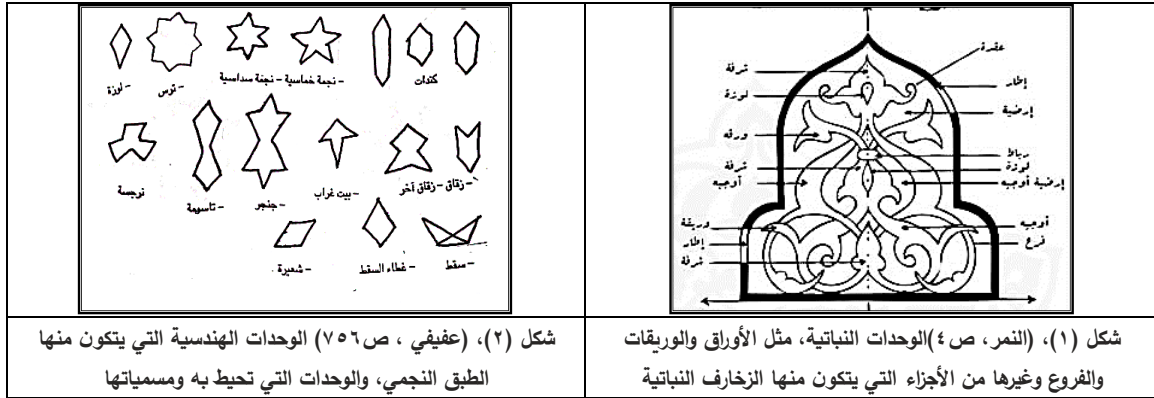 عقدة
إطار
إرضية
رباط
لوزة
إرضية أوجيه
أوجيه
فرع
شرفة
لوزة
ورقه
شرفة
أوجيه
وريقة
إطار
شرفة
شكل (١)، (النمر، ص٤)الوحدات النباتية، مثل الأوراق والوريقات
والفروع وغيرها من الأجزاء التي يتكون منها الزخارف النباتية
كندات
- نجمة خماسية - نجمة سداسية
- ترس
- لوزة
- زقاق - زقاق آخر
- بيت غراب
- خنجر
- تاسومة
نرجسة
- سقط
- غطاء السقط
- شعيرة
شكل (٢)، (عفيفي ، ص٧٥٦) الوحدات الهندسية التي يتكون منها
الطبق النجمي، والوحدات التي تحيط به ومسمياتها